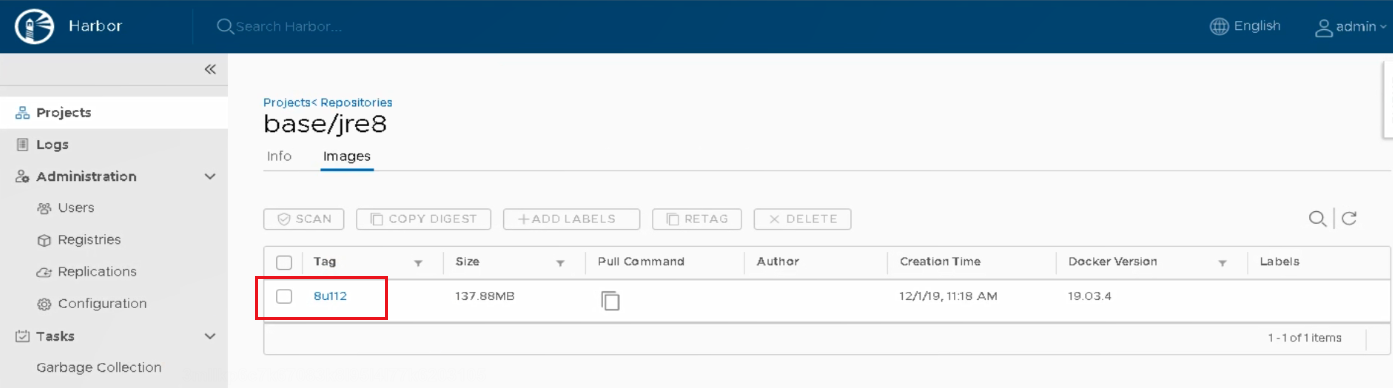 Harbor
Search Harbor...
English
admin
Projects
Logs
Administration
Users
Registries
Replications
Configuration
Tasks
Garbage Collection
Projects< Repositories
base/jre8
Info Images
SCAN COPY DIGEST +ADD LABELS RETAG × DELETE
Tag Size Pull Command Author Creation Time Docker Version Labels
8u112 137.88MB 12/1/19, 11:18 AM 19.03.4
1 - 1 of 1 items